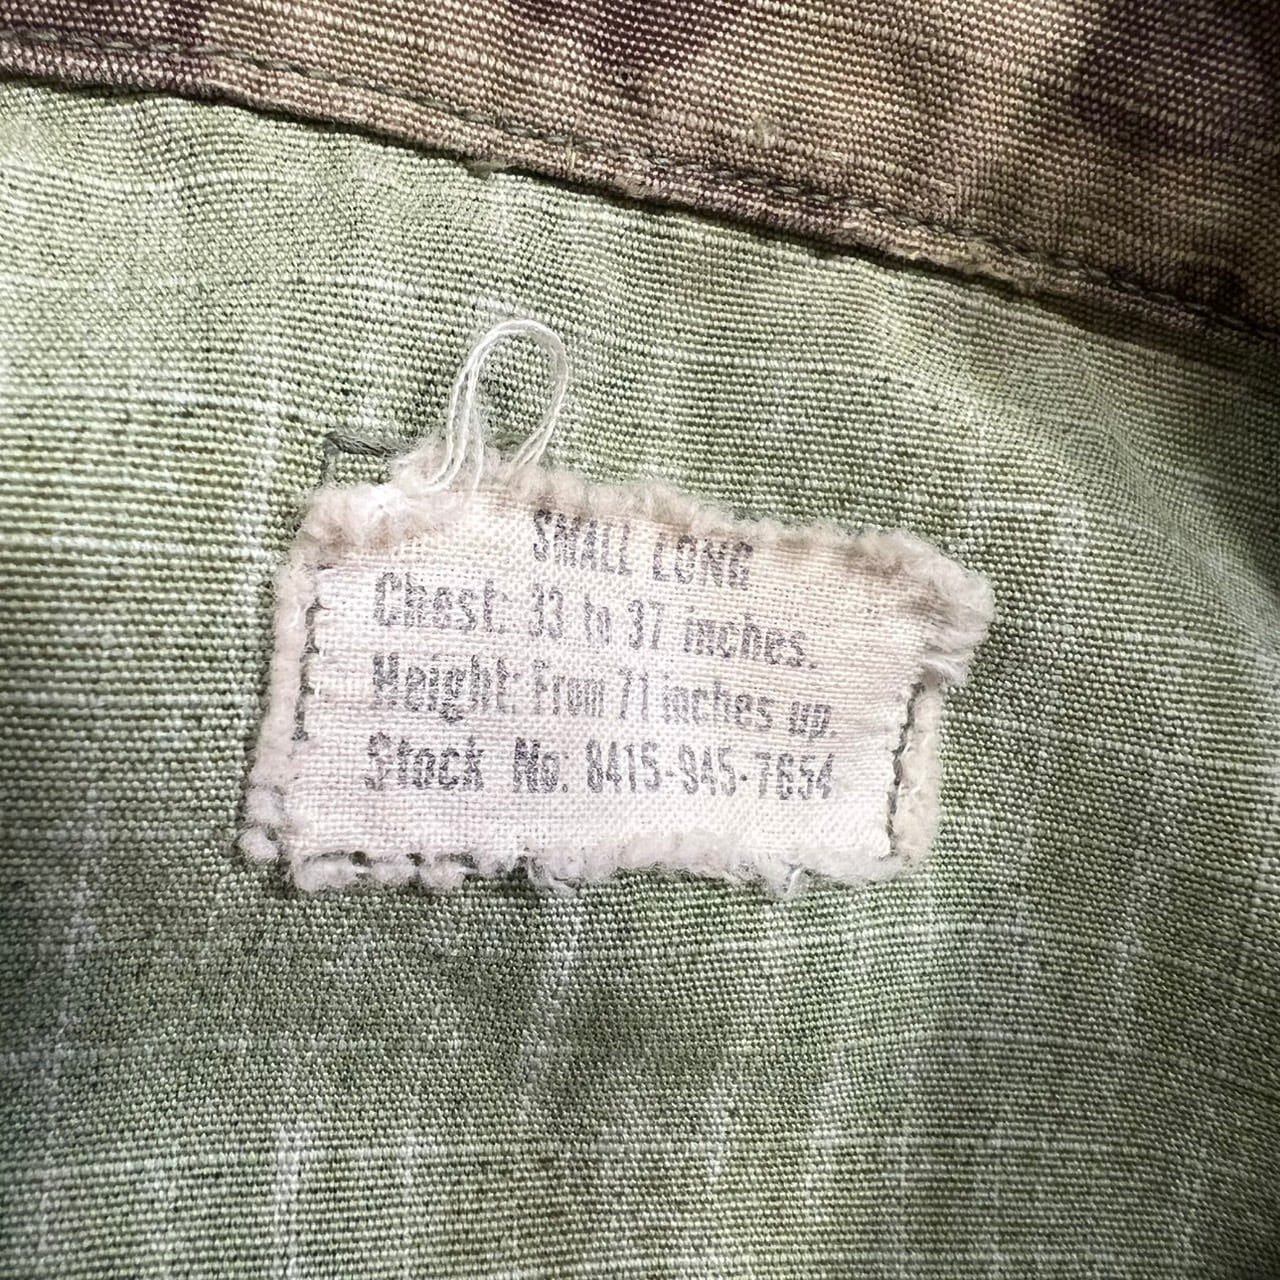 SMALL LONG
Chest: 33 to 37 inches.
Height: From 71 inches up.
Stock No: 8415-945-7654